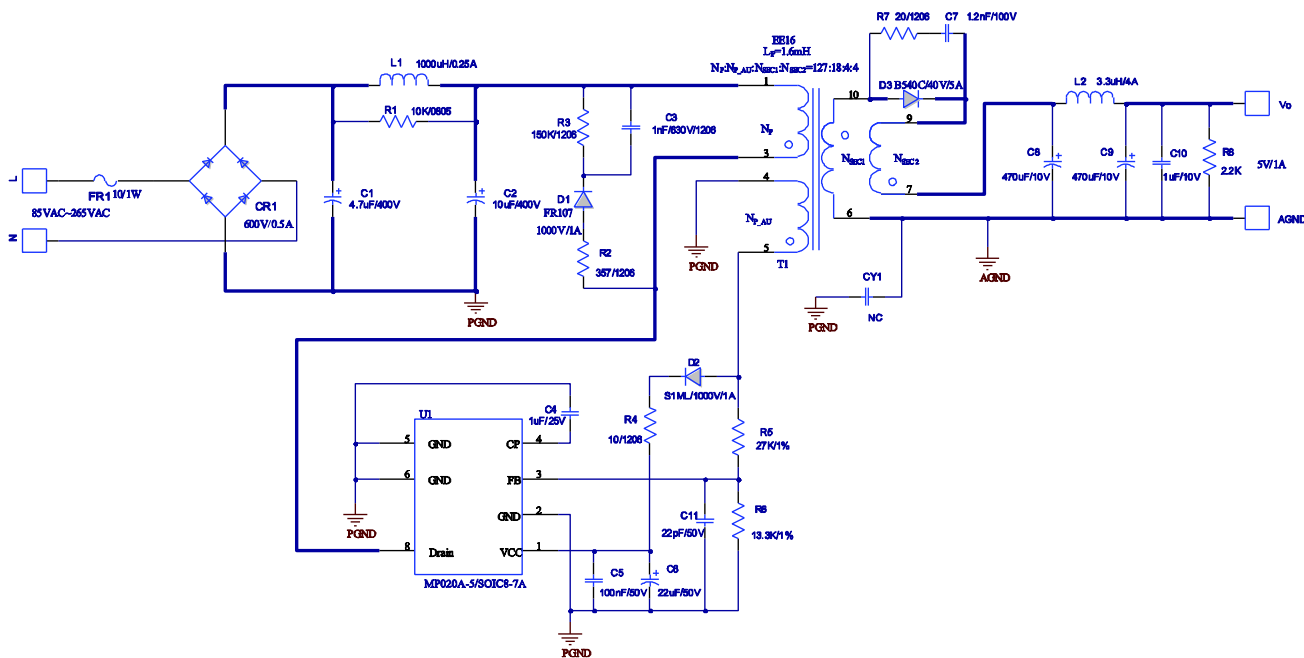 R7 20/1206
C7 1.2nF/100V
EE16
LP=1.6mH
NP:NP_AU:NSEC1:NSEC2=127:18:4:4
L1 1000uH/0.25A
R1 10K/0805
1
10
D3 B540C/40V/5A
L2 3.3uH/4A
Vo
R3
150K/1206
C3
1nF/630V/1206
NP
9
NSEC1
NSEC2
3
7
L
FR1 10/1W
85VAC~265VAC
N
CR1
600V/0.5A
C1
4.7uF/400V
C2
10uF/400V
D1
FR107
1000V/1A
4
NP_AU
5
T1
6
C8
470uF/10V
C9
470uF/10V
C10
1uF/10V
R8
2.2K
5V/1A
AGND
R2
357/1206
PGND
AGND
CY1
NC
PGND
PGND
D2
S1ML/1000V/1A
U1
C4
1uF/25V
R4
10/1206
R5
27K/1%
5 GND
CP 4
6 GND
FB 3
PGND
GND 2
C11
22pF/50V
R6
13.3K/1%
8 Drain
VCC 1
MP020A-5/SOIC8-7A
C5
100nF/50V
C6
22uF/50V
PGND